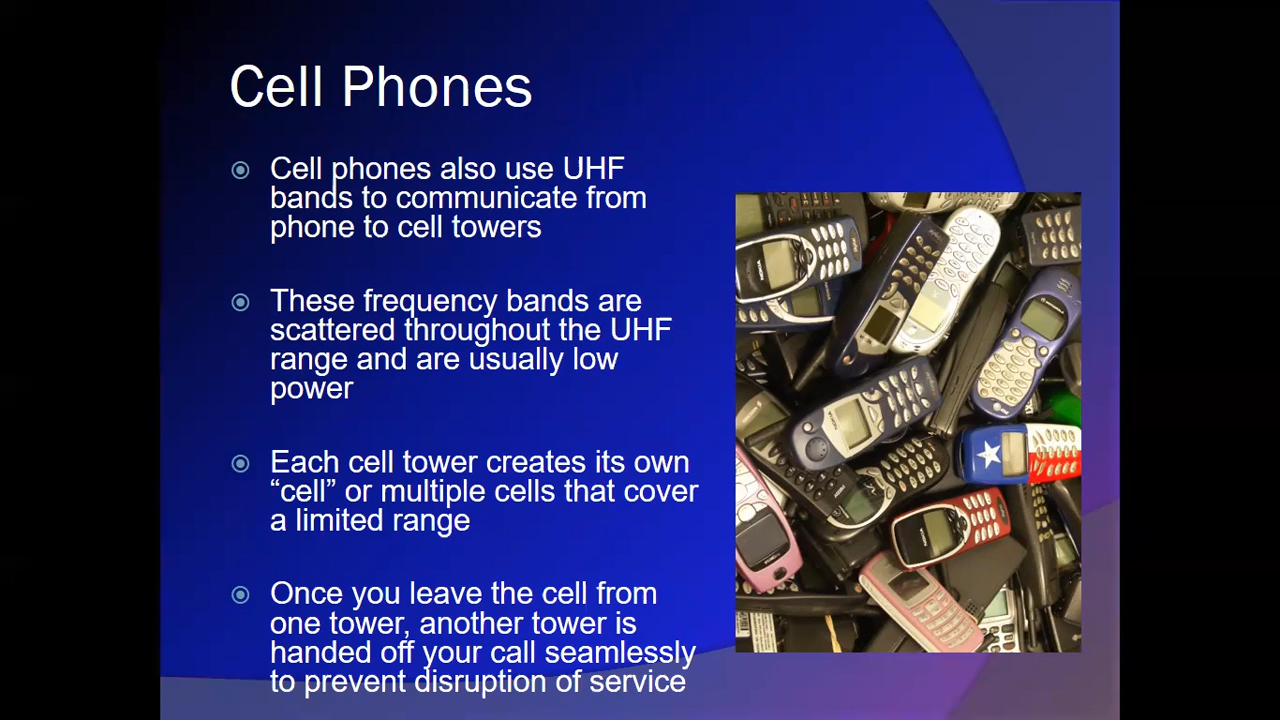 Cell Phones
Cell phones also use UHF
bands to communicate from
phone to cell towers
These frequency bands are
scattered throughout the UHF
range and are usually low
power
Each cell tower creates its own
“cell” or multiple cells that cover
a limited range
Once you leave the cell from
one tower, another tower is
handed off your call seamlessly
to prevent disruption of service
NOKIA
NOKIA
NOKIA